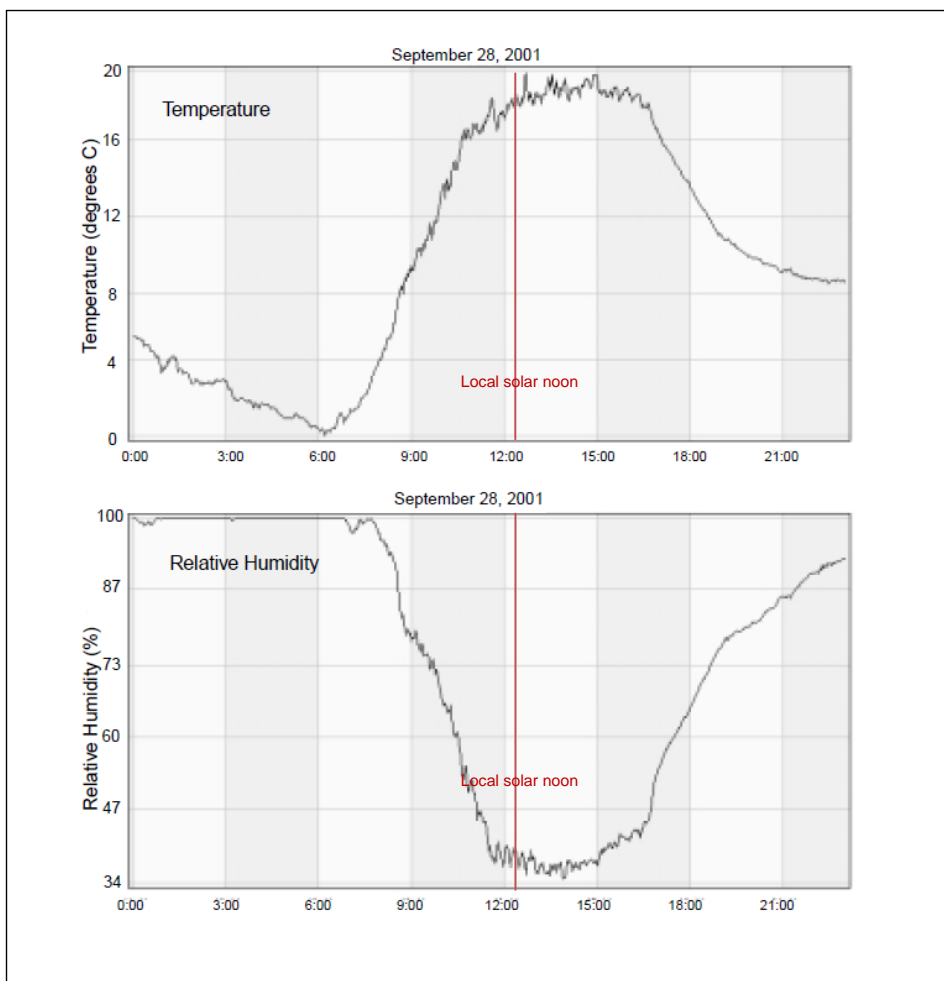 September 28, 2001
Temperature
Temperature (degrees C)
20
16
12
8
4
0
Local solar noon
0:00 3:00 6:00 9:00 12:00 15:00 18:00 21:00
September 28, 2001
Relative Humidity
Relative Humidity (%)
100
87
73
60
47
34
Local solar noon
0:00 3:00 6:00 9:00 12:00 15:00 18:00 21:00